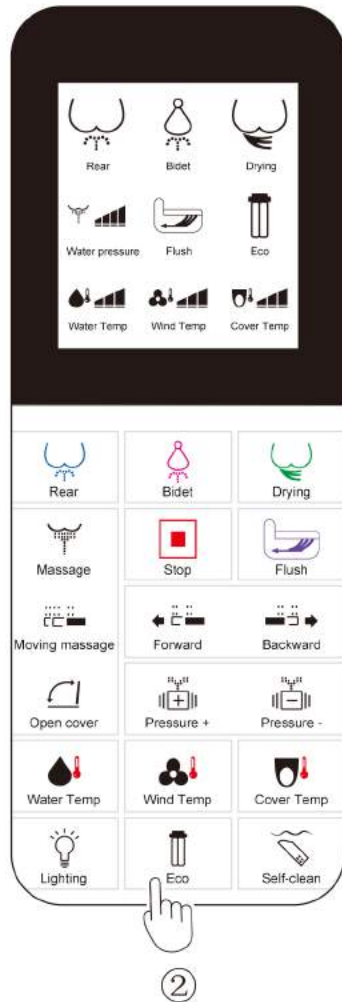 Rear Bidet Drying
Water pressure Flush Eco
Water Temp Wind Temp Cover Temp
Rear Bidet Drying
Massage Stop Flush
Moving massage Forward Backward
Open cover Pressure + Pressure -
Water Temp Wind Temp Cover Temp
Lighting Eco Self-clean
②